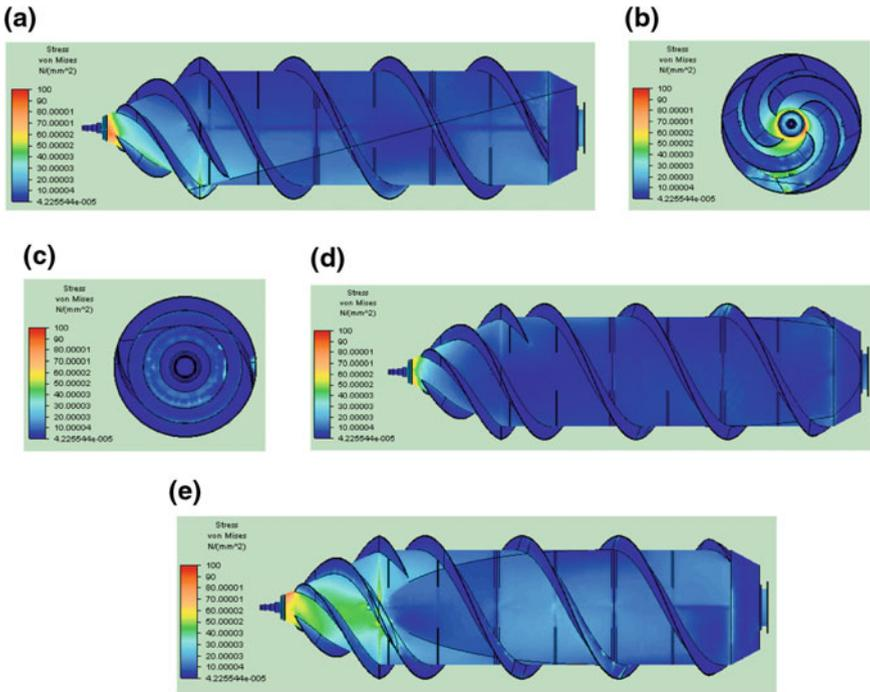 (a)
Stress
von Mises
N/(mm^2)
100
90
80.00001
70.00001
60.00002
50.00002
40.00003
30.00003
20.00003
10.00004
4.225544e-005
(b)
Stress
von Mises
N/(mm^2)
100
90
80.00001
70.00001
60.00002
50.00002
40.00003
30.00003
20.00003
10.00004
4.225544e-005
(c)
Stress
von Mises
N/(mm^2)
100
90
80.00001
70.00001
60.00002
50.00002
40.00003
30.00003
20.00003
10.00004
4.225544e-005
(d)
Stress
von Mises
N/(mm^2)
100
90
80.00001
70.00001
60.00002
50.00002
40.00003
30.00003
20.00003
10.00004
4.225544e-005
(e)
Stress
von Mises
N/(mm^2)
100
90
80.00001
70.00001
60.00002
50.00002
40.00003
30.00003
20.00003
10.00004
4.225544e-005